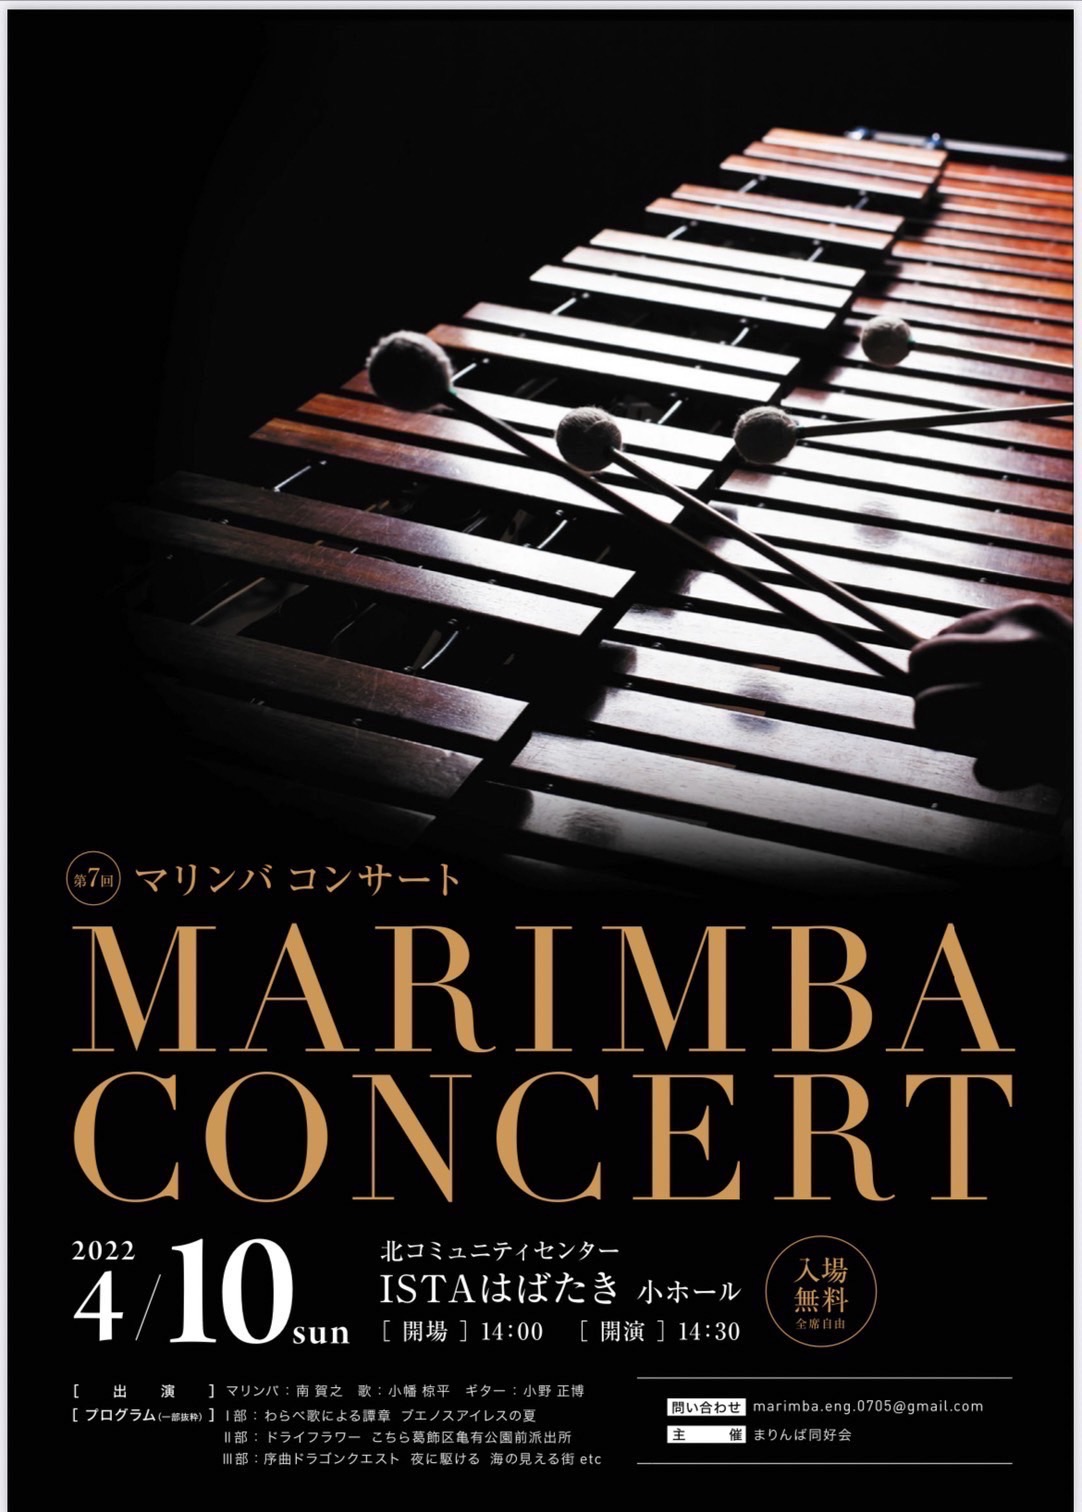 第7回 マリンバ コンサート
MARIMBA
CONCERT
2022
4/10sun
北コミュニティセンター
ISTAはばたき 小ホール
[ 開場 ] 14:00 [ 開演 ] 14:30
入場
無料
全席自由
[ 出 演 ] マリンバ：南 賀之 歌：小幡 椋平 ギター：小野 正博
[ プログラム(一部抜粋) ] Ⅰ部：わらべ歌による譚章 ブエノスアイレスの夏
Ⅱ部：ドライフラワー こちら葛飾区亀有公園前派出所
Ⅲ部：序曲ドラゴンクエスト 夜に駆ける 海の見える街 etc
問い合わせ marimba.eng.0705@gmail.com
主 催 まりんば同好会